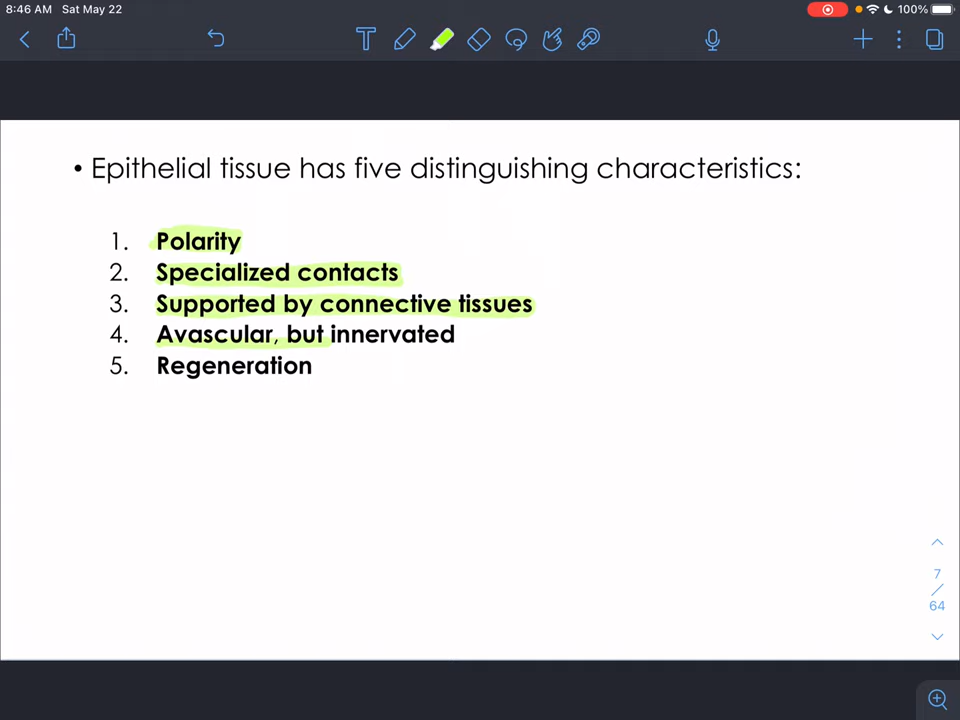 8:46 AM Sat May 22
100%
• Epithelial tissue has five distinguishing characteristics:
1. Polarity
2. Specialized contacts
3. Supported by connective tissues
4. Avascular, but innervated
5. Regeneration
7
/
64